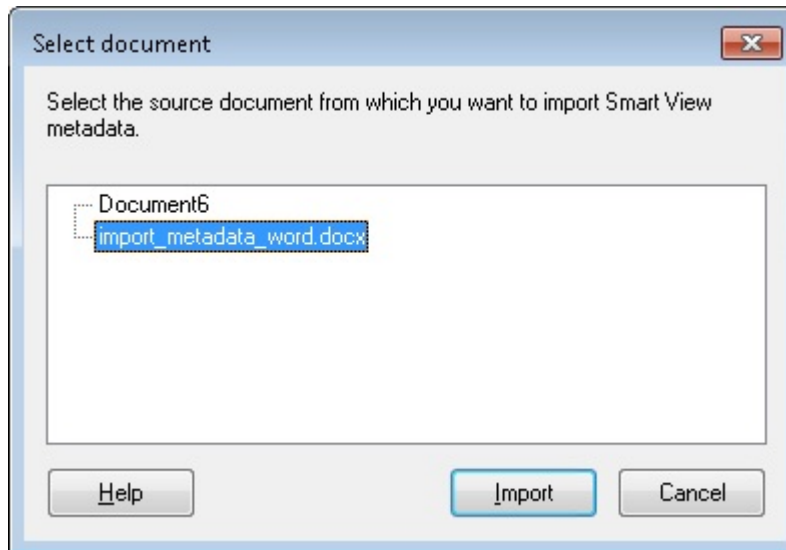 Select document
Select the source document from which you want to import Smart View
metadata.
Document6
import_metadata_word.docx
Help
Import
Cancel